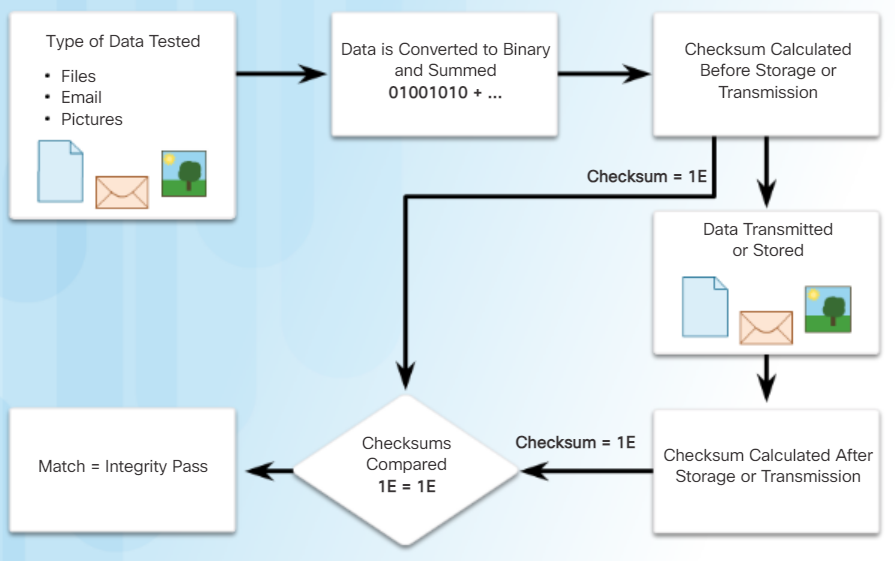 Type of Data Tested
• Files
• Email
• Pictures
Data is Converted to Binary
and Summed
01001010 + ...
Checksum Calculated
Before Storage or
Transmission
Checksum = 1E
Data Transmitted
or Stored
Checksum Calculated After
Storage or Transmission
Checksum = 1E
Checksums
Compared
1E = 1E
Match = Integrity Pass